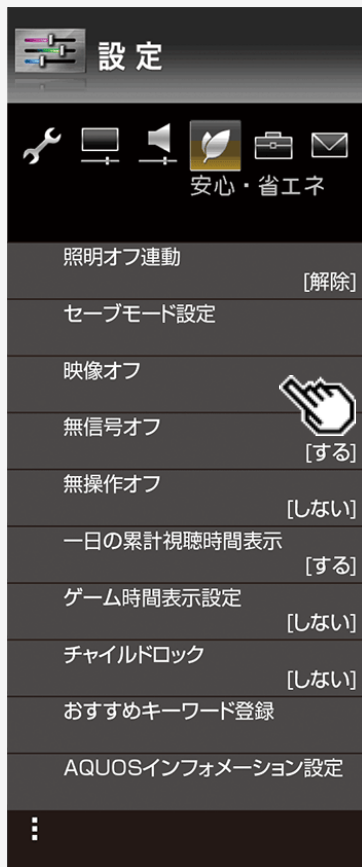 設定
安心・省エネ
照明オフ連動
[解除]
セーブモード設定
映像オフ
無信号オフ
[する]
無操作オフ
[しない]
一日の累計視聴時間表示
[する]
ゲーム時間表示設定
[しない]
チャイルドロック
[しない]
おすすめキーワード登録
AQUOSインフォメーション設定